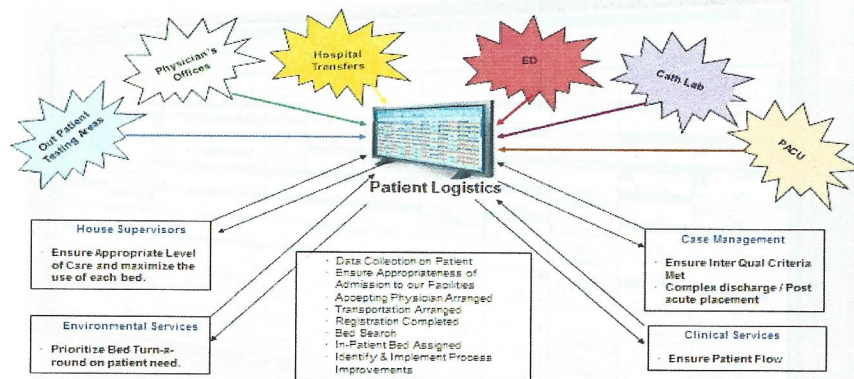 Physician's
Offices
Hospital
Transfers
ED
Cath Lab
Out Patient
Testing Areas
PACU
Patient Logistics
House Supervisors
· Ensure Appropriate Level
of Care and maximize the
use of each bed.
Environmental Services
· Prioritize Bed Turn-a-
round on patient need.
· Data Collection on Patient
· Ensure Appropriateness of
Admission to our Facilities
· Accepting Physician Arranged
· Transportation Arranged
· Registration Completed
· Bed Search
· In-Patient Bed Assigned
· Identify & Implement Process
Improvements
Case Management
· Ensure Inter Qual Criteria
Met
· Complex discharge / Post
acute placement
Clinical Services
· Ensure Patient Flow